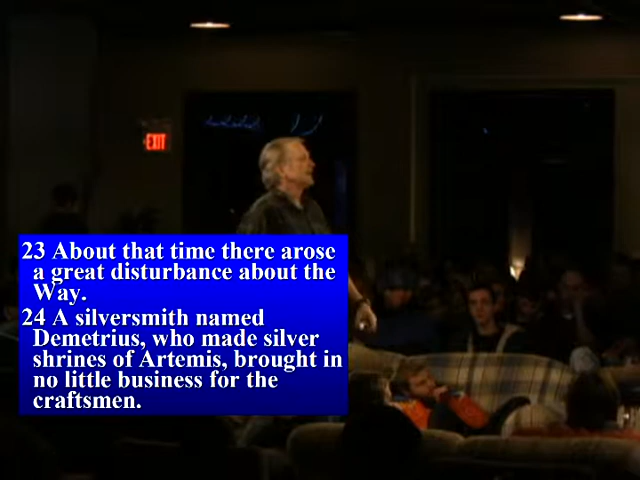 EXIT
23 About that time there arose
a great disturbance about the
Way.
24 A silversmith named
Demetrius, who made silver
shrines of Artemis, brought in
no little business for the
craftsmen.